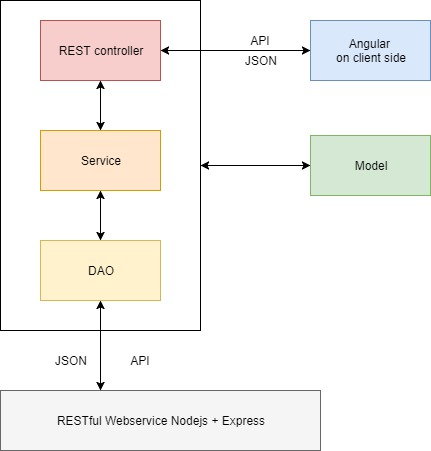 REST controller
API
JSON
Angular
on client side
Service
Model
DAO
JSON API
RESTful Webservice Nodejs + Express